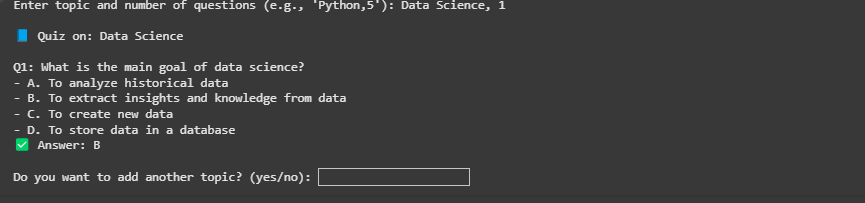 Enter topic and number of questions (e.g., 'Python,5'): Data Science, 1
📘 Quiz on: Data Science
Q1: What is the main goal of data science?
- A. To analyze historical data
- B. To extract insights and knowledge from data
- C. To create new data
- D. To store data in a database
✅ Answer: B
Do you want to add another topic? (yes/no):